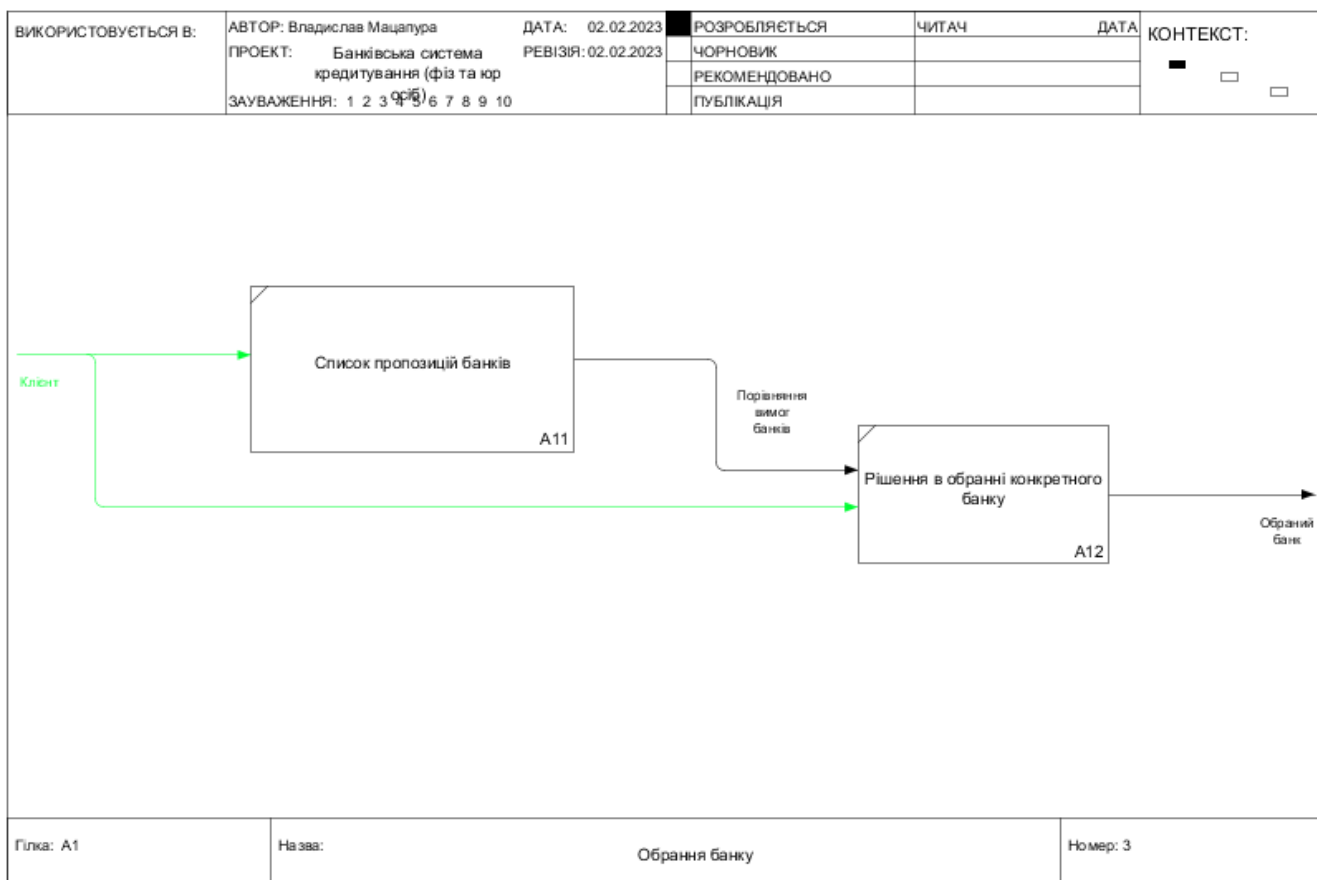 ВИКОРИСТОВУЄТЬСЯ В:
АВТОР: Владислав Мацапура
ДАТА: 02.02.2023
ПРОЕКТ: Банківська система
кредитування (фіз та юр
осіб)
РЕВІЗІЯ: 02.02.2023
ЗАУВАЖЕННЯ: 1 2 3 4 5 6 7 8 9 10
РОЗРОБЛЯЄТЬСЯ
ЧОРНОВИК
РЕКОМЕНДОВАНО
ПУБЛІКАЦІЯ
ЧИТАЧ ДАТА
КОНТЕКСТ:
Клієнт
Список пропозицій банків
A11
Порівняння
вимог
банків
Рішення в обранні конкретного
банку
A12
Обраний
банк
Гілка: A1
Назва:
Обрання банку
Номер: 3